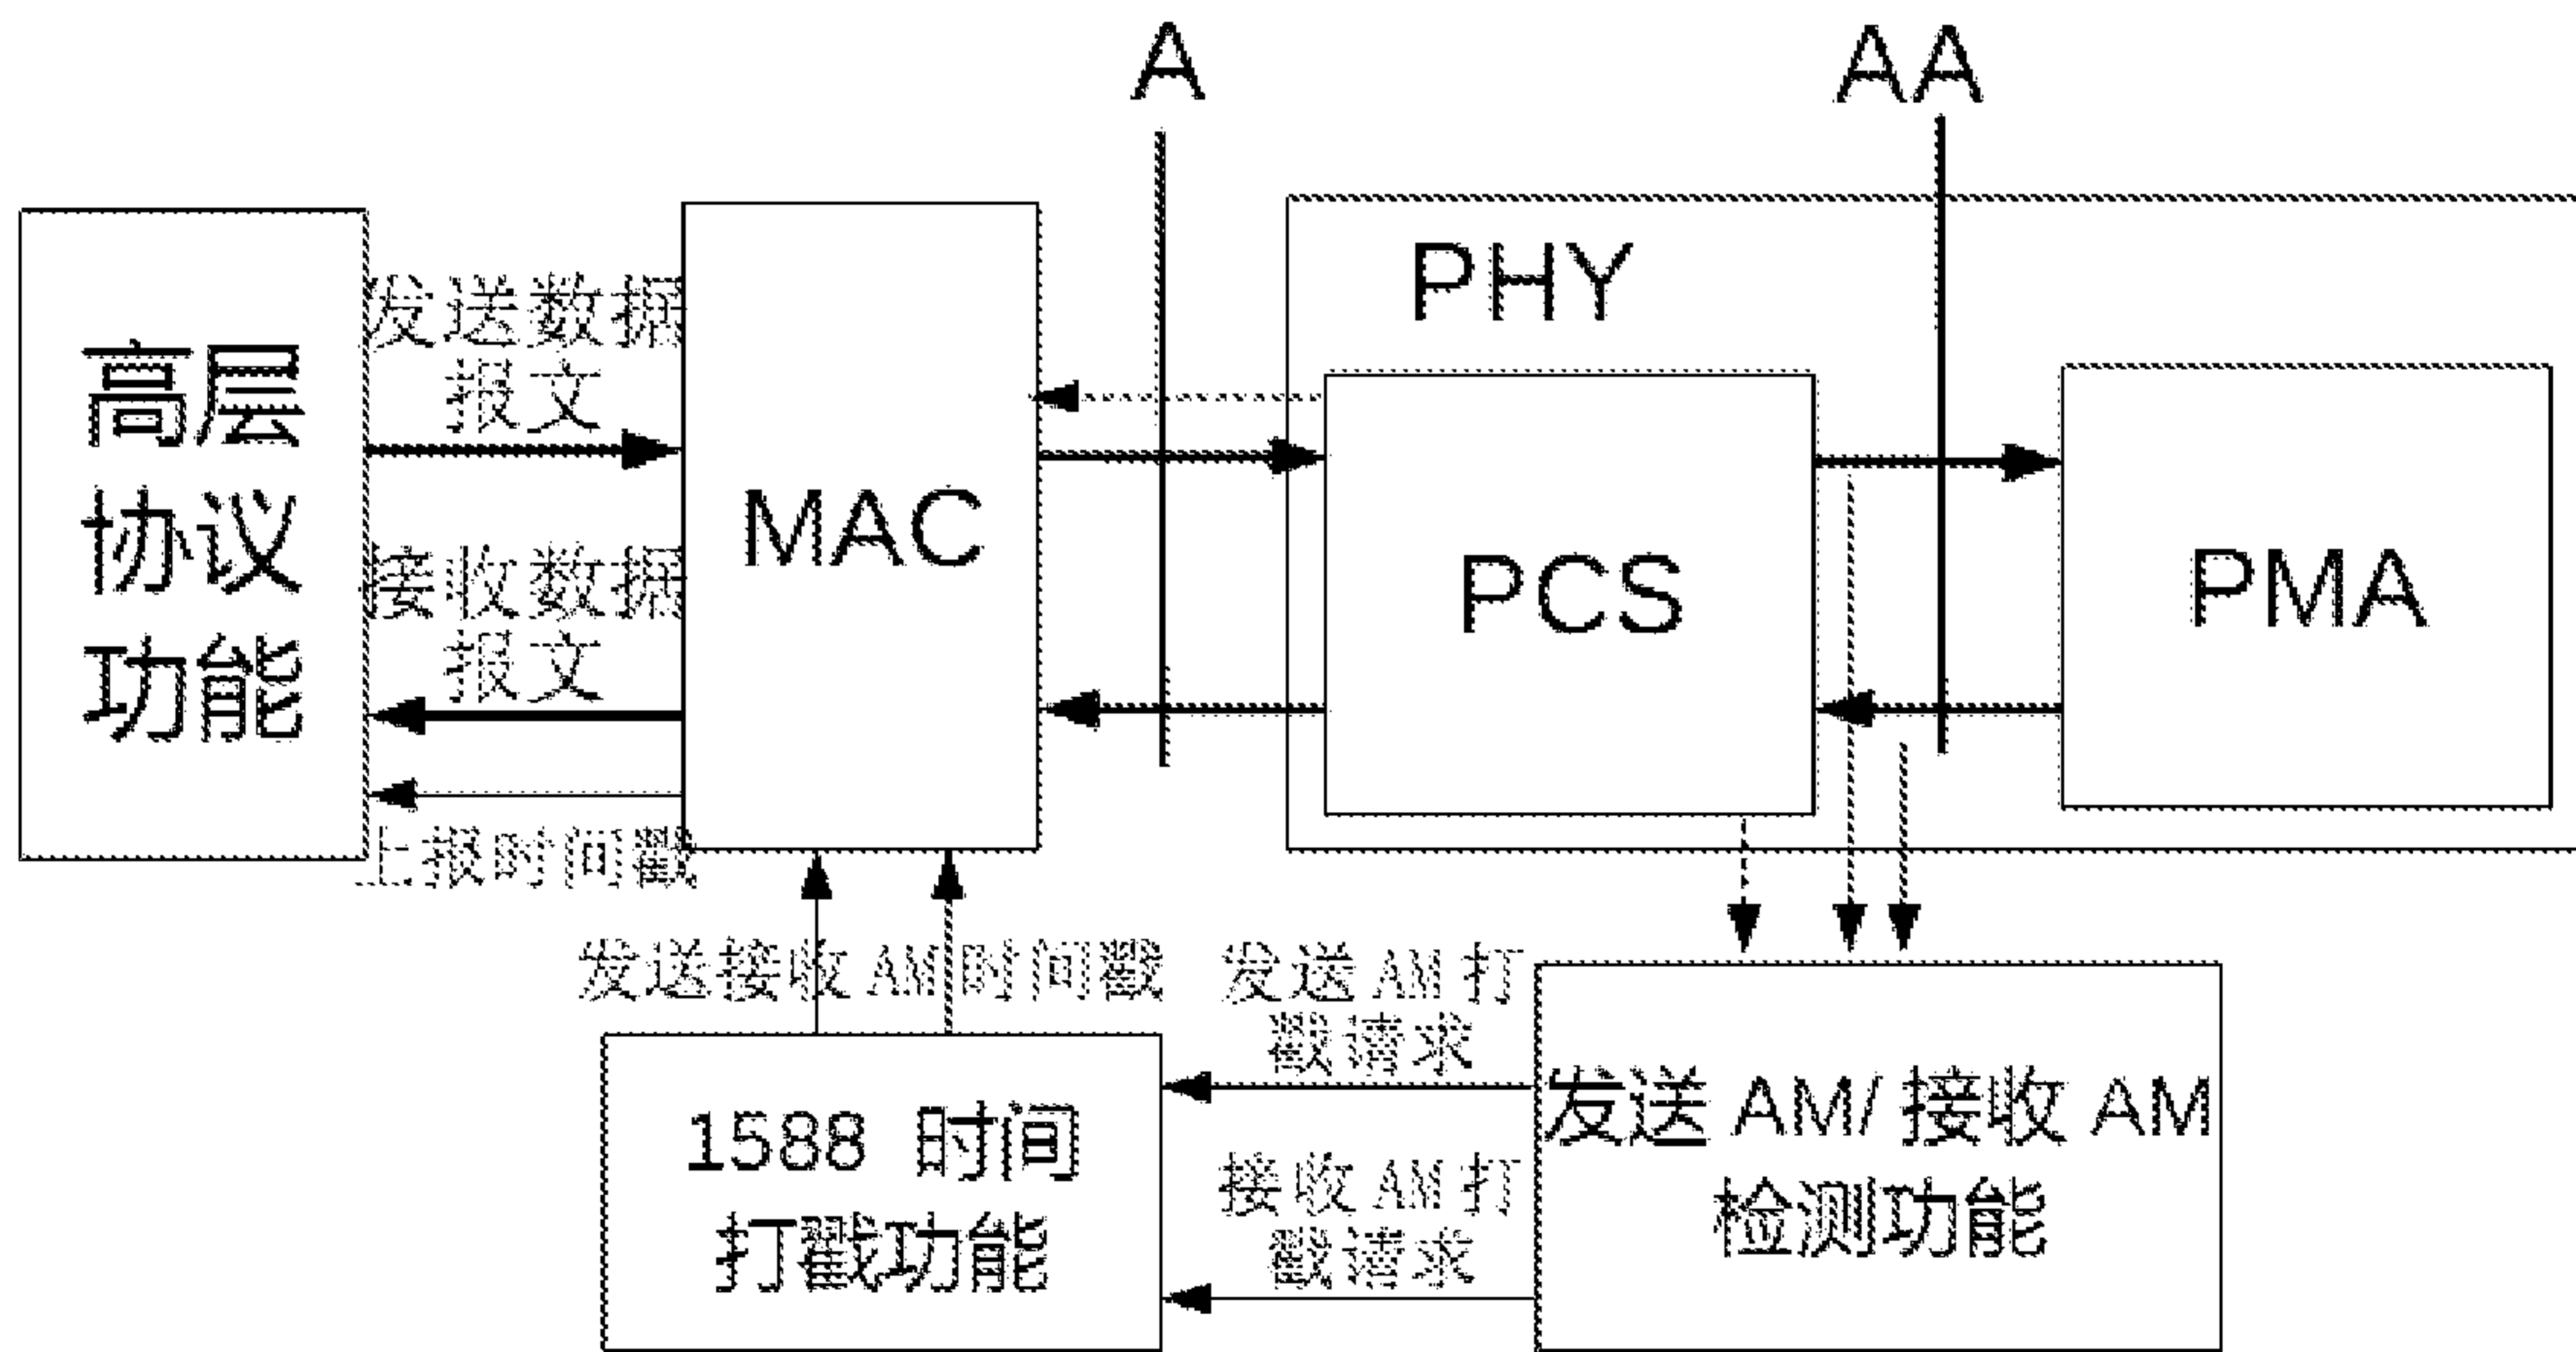 A
AA
高层
协议
功能
发送数据
报文
接收数据
报文
上报时间戳
MAC
PHY
PCS
PMA
发送接收AM时间戳
发送 AM 打
戳请求
接收 AM 打
戳请求
1588 时间
打戳功能
发送 AM/ 接收 AM
检测功能